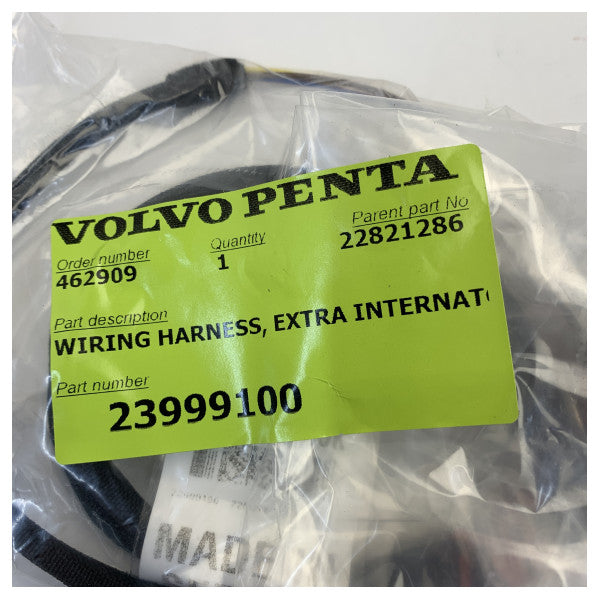 VOLVO PENTA
Order number Quantity Parent part No
462909 1 22821286
Part description
WIRING HARNESS, EXTRA INTERNAT
Part number
23999100
MADE